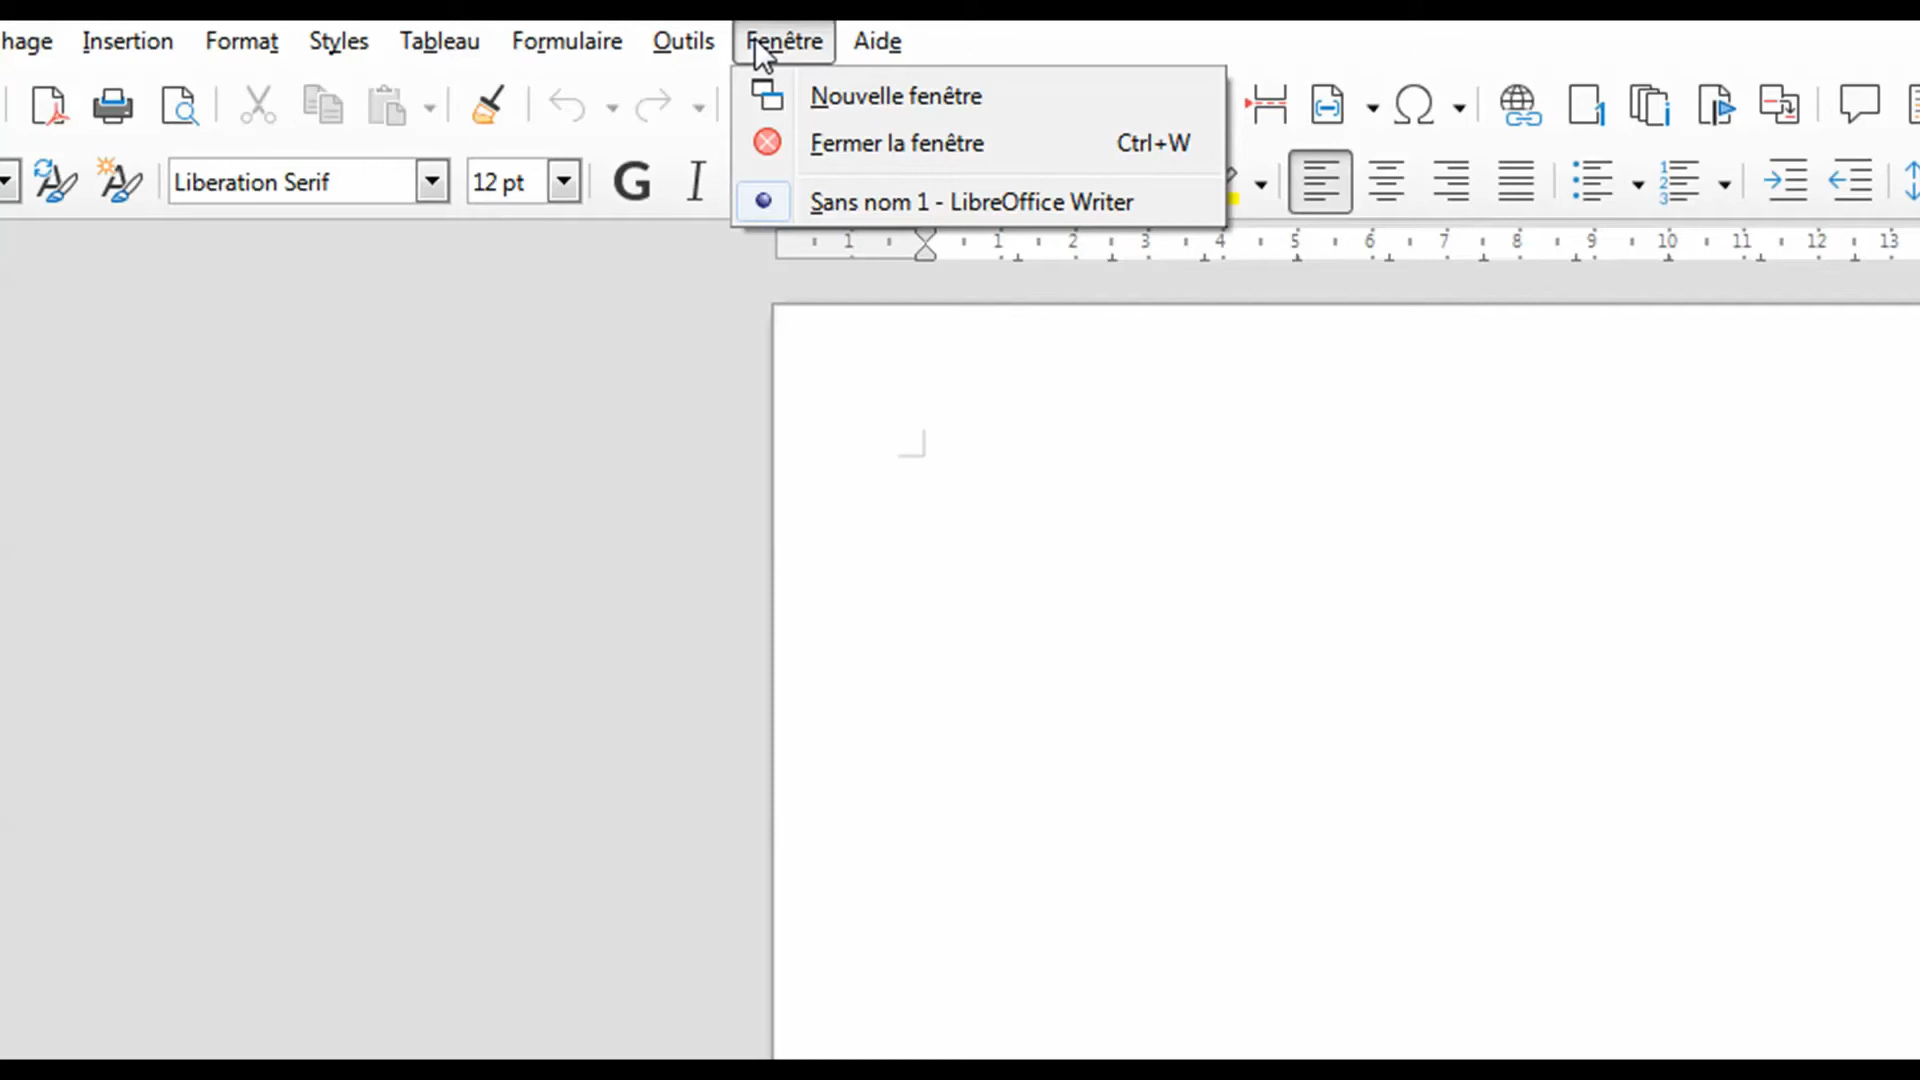 hage Insertion Format Styles Tableau Formulaire Outils Fenêtre Aide
Nouvelle fenêtre
Fermer la fenêtre Ctrl+W
Liberation Serif 12 pt G I
Sans nom 1 - LibreOffice Writer
1 1 2 3 4 5 6 7 8 9 10 11 12 13